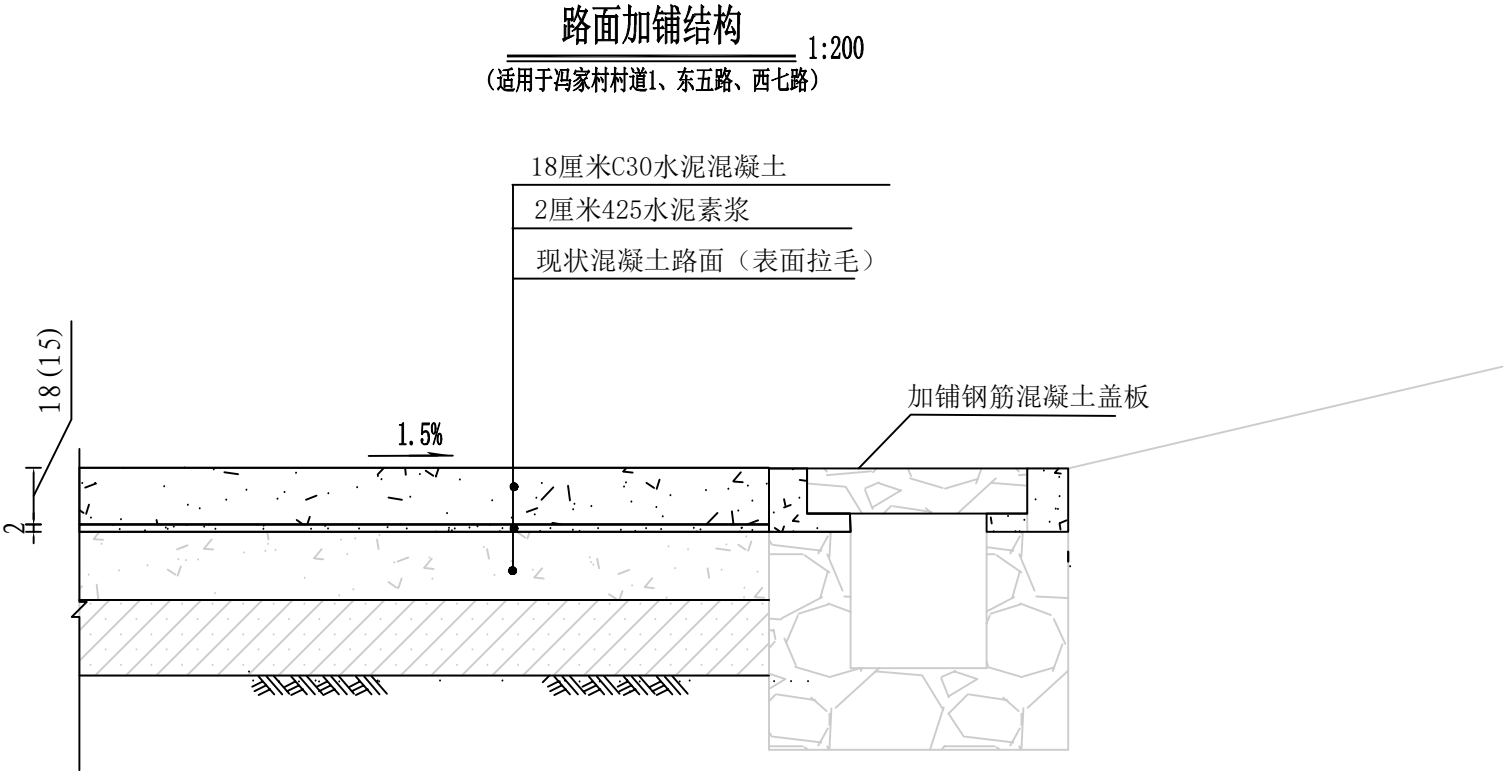 路面加铺结构
1:200
(适用于冯家村村道1、东五路、西七路)
18厘米C30水泥混凝土
2厘米425水泥素浆
现状混凝土路面（表面拉毛）
18(15)
加铺钢筋混凝土盖板
1.5%
2